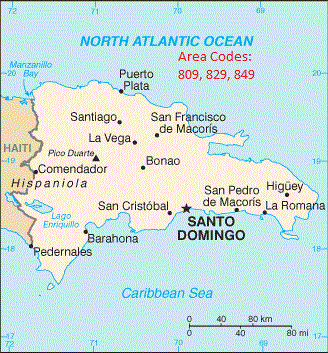 72
71
70
69
NORTH ATLANTIC OCEAN
Area Codes:
809, 829, 849
Manzanillo
Bay
20
20
Puerto
Plata
Santiago
San Francisco
de Macorís
La Vega
HAITI
Pico Duarte
19
Bonao
Comendador
Hispaniola
San Pedro
de Macorís
Higüey
San Cristóbal
La Romana
SANTO
DOMINGO
Lago
Enriquillo
Barahona
18
18
Pedernales
Caribbean Sea
0 40 80 km
0 40 80 mi
72
71
70
69